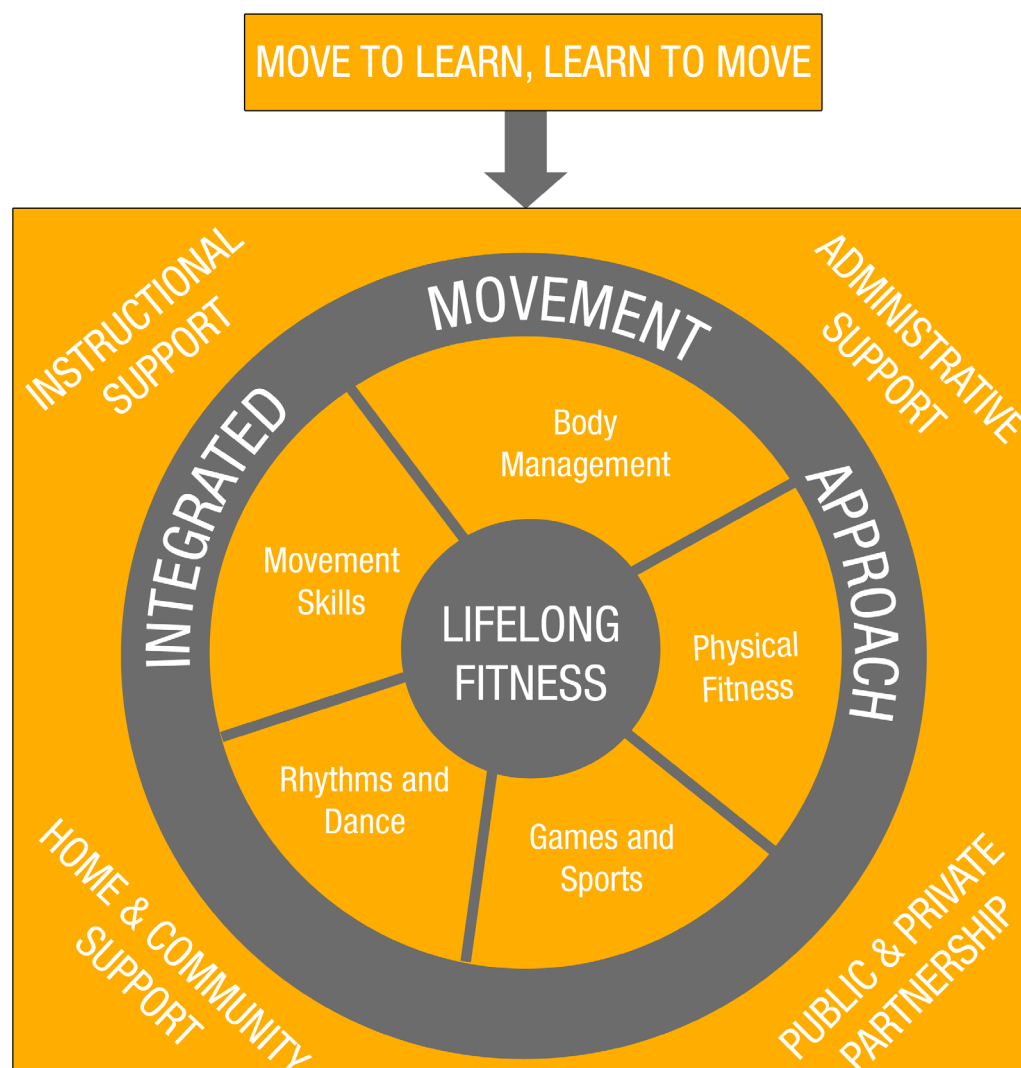 MOVE TO LEARN, LEARN TO MOVE
INSTRUCTIONAL
SUPPORT
ADMINISTRATIVE
SUPPORT
INTEGRATED
MOVEMENT
APPROACH
Body
Management
Movement
Skills
LIFELONG
FITNESS
Physical
Fitness
Rhythms and
Dance
Games and
Sports
HOME & COMMUNITY
SUPPORT
PUBLIC & PRIVATE
PARTNERSHIP